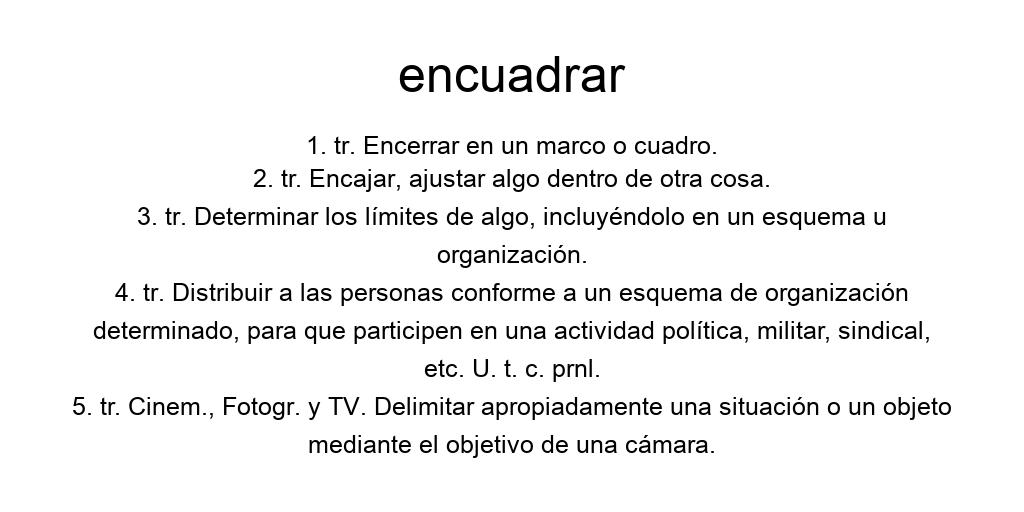 encuadrar
1. tr. Encerrar en un marco o cuadro.
2. tr. Encajar, ajustar algo dentro de otra cosa.
3. tr. Determinar los límites de algo, incluyéndolo en un esquema u
organización.
4. tr. Distribuir a las personas conforme a un esquema de organización
determinado, para que participen en una actividad política, militar, sindical,
etc. U. t. c. prnl.
5. tr. Cinem., Fotogr. y TV. Delimitar apropiadamente una situación o un objeto
mediante el objetivo de una cámara.